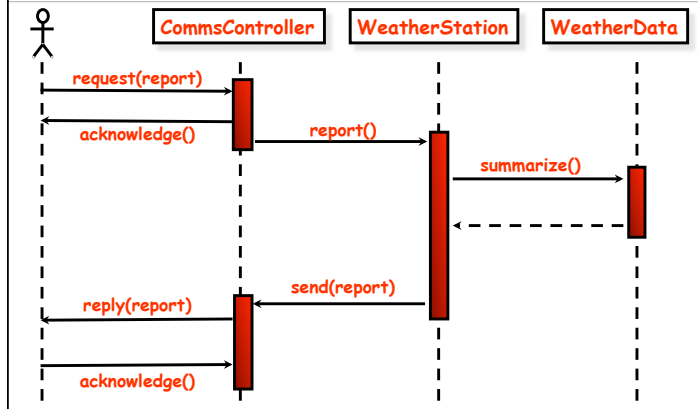 CommsController
WeatherStation
WeatherData
request(report)
acknowledge()
report()
summarize()
send(report)
reply(report)
acknowledge()